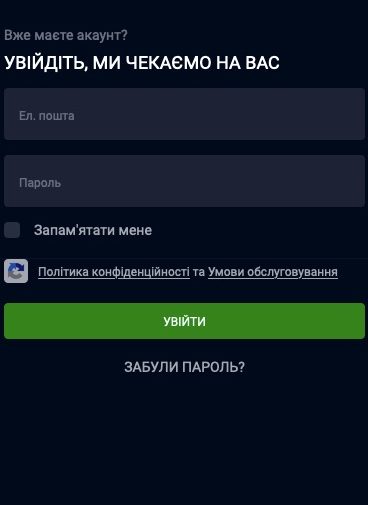 Вже маєте акаунт?
УВІЙДІТЬ, МИ ЧЕКАЄМО НА ВАС
Ел. пошта
Пароль
Запам'ятати мене
Політика конфіденційності та Умови обслуговування
УВІЙТИ
ЗАБУЛИ ПАРОЛЬ?